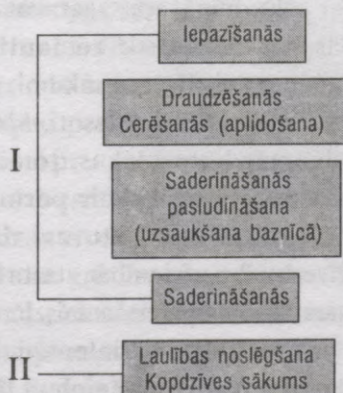 Iepazīšanās
Draudzēšanās
Cerēšanās (aplidošana)
I
Saderināšanās
pasludināšana
(uzsaukšana baznīcā)
Saderināšanās
II
Laulības noslēgšana
Kopdzīves sākums